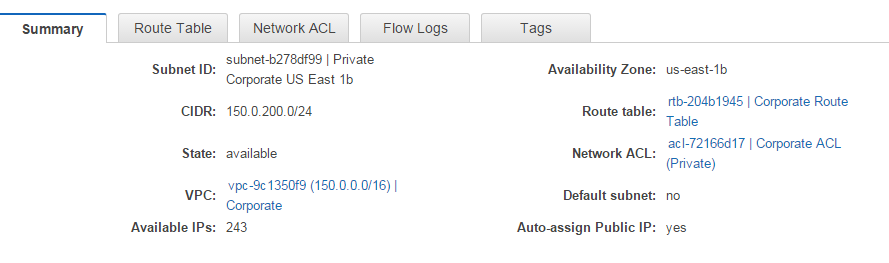 Summary Route Table Network ACL Flow Logs Tags
Subnet ID: subnet-b278df99 | Private
Corporate US East 1b
Availability Zone: us-east-1b
CIDR: 150.0.200.0/24
Route table: rtb-204b1945 | Corporate Route
Table
State: available
Network ACL: acl-72166d17 | Corporate ACL
(Private)
VPC: vpc-9c1350f9 (150.0.0.0/16) |
Corporate
Default subnet: no
Available IPs: 243
Auto-assign Public IP: yes